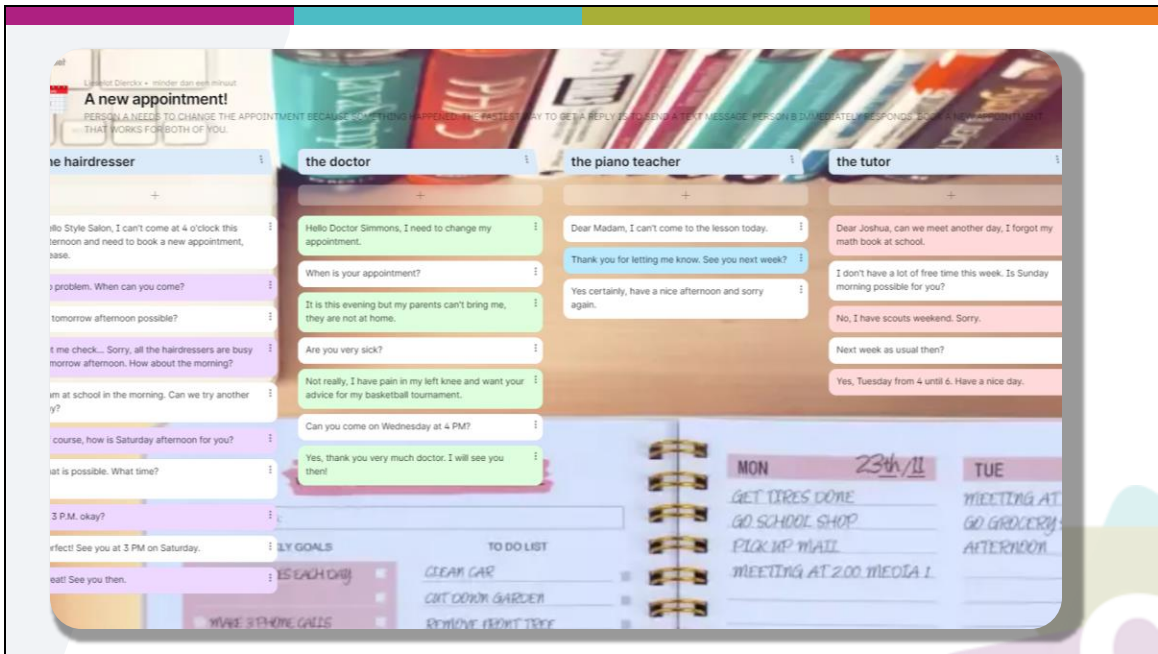 Lieselot Dierckx • minder dan een minuut
A new appointment!
PERSON A NEEDS TO CHANGE THE APPOINTMENT BECAUSE SOMETHING HAPPENED. THE FASTEST WAY TO GET A REPLY IS TO SEND A TEXT MESSAGE. PERSON B IMMEDIATELY RESPONDS. BOOK A NEW APPOINTMENT
THAT WORKS FOR BOTH OF YOU.
he hairdresser
ello Style Salon, I can't come at 4 o'clock this
ternoon and need to book a new appointment,
ease.
problem. When can you come?
tomorrow afternoon possible?
t me check... Sorry, all the hairdressers are busy
morrow afternoon. How about the morning?
m at school in the morning. Can we try another
y?
course, how is Saturday afternoon for you?
at is possible. What time?
3 P.M. okay?
rfect! See you at 3 PM on Saturday.
eat! See you then.
the doctor
Hello Doctor Simmons, I need to change my
appointment.
When is your appointment?
It is this evening but my parents can't bring me,
they are not at home.
Are you very sick?
Not really, I have pain in my left knee and want your
advice for my basketball tournament.
Can you come on Wednesday at 4 PM?
Yes, thank you very much doctor. I will see you
then!
the piano teacher
Dear Madam, I can't come to the lesson today.
Thank you for letting me know. See you next week?
Yes certainly, have a nice afternoon and sorry
again.
the tutor
Dear Joshua, can we meet another day, I forgot my
math book at school.
I don't have a lot of free time this week. Is Sunday
morning possible for you?
No, I have scouts weekend. Sorry.
Next week as usual then?
Yes, Tuesday from 4 until 6. Have a nice day.
LY GOALS
ES EACH DAY
MAKE 3 PHONE CALLS
TO DO LIST
CLEAN CAR
CUT DOWN GARDEN
REMOVE FRONT TREE
MON 23th/11
GET TIRES DONE
GO SCHOOL SHOP
PICK UP MAIL
MEETING AT 2:00 MEDIA 1
TUE
MEETING AT
GO GROCERY
AFTERNOON